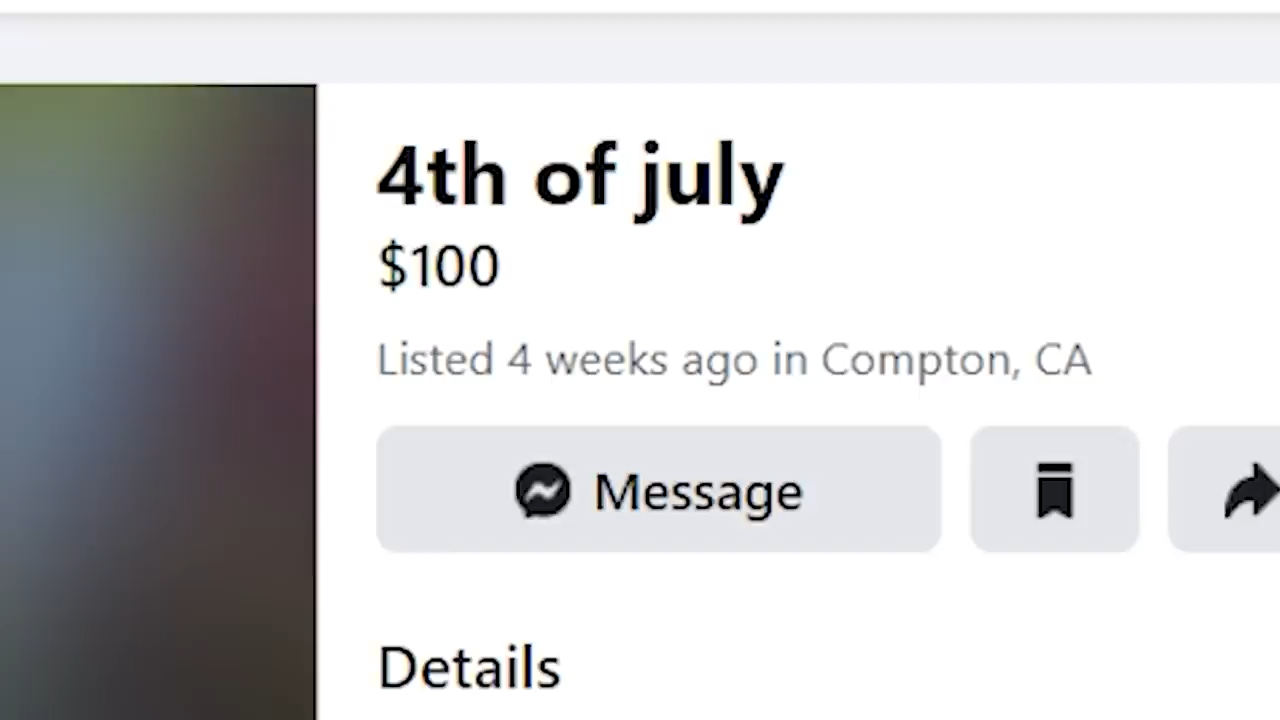 4th of july
$100
Listed 4 weeks ago in Compton, CA
Message
Details